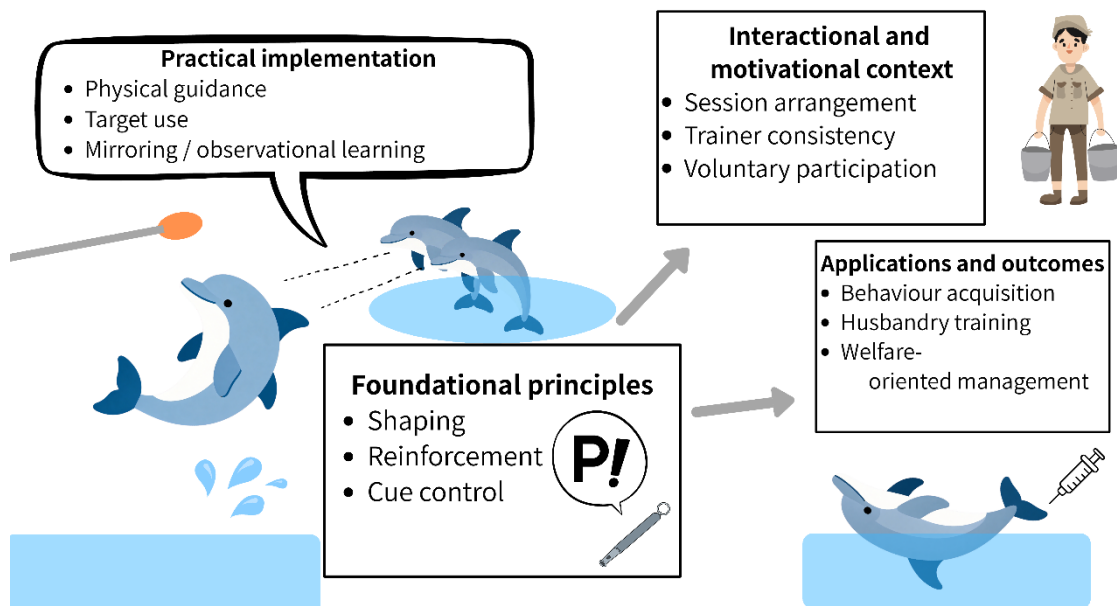 Practical implementation
• Physical guidance
• Target use
• Mirroring / observational learning
Interactional and
motivational context
• Session arrangement
• Trainer consistency
• Voluntary participation
Applications and outcomes
• Behaviour acquisition
• Husbandry training
• Welfare-
oriented management
Foundational principles
• Shaping
• Reinforcement
• Cue control
P!